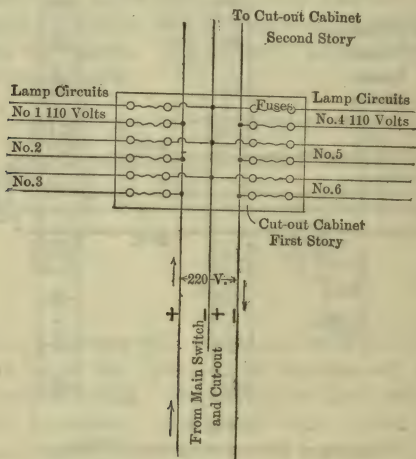 To Cut-out Cabinet
Second Story
Lamp Circuits
Fuses
Lamp Circuits
No 1 110 Volts
No.4 110 Volts
No.2
No.5
No.3
No.6
Cut-out Cabinet
First Story
220 V.
+ - + -
From Main Switch
and Cut-out